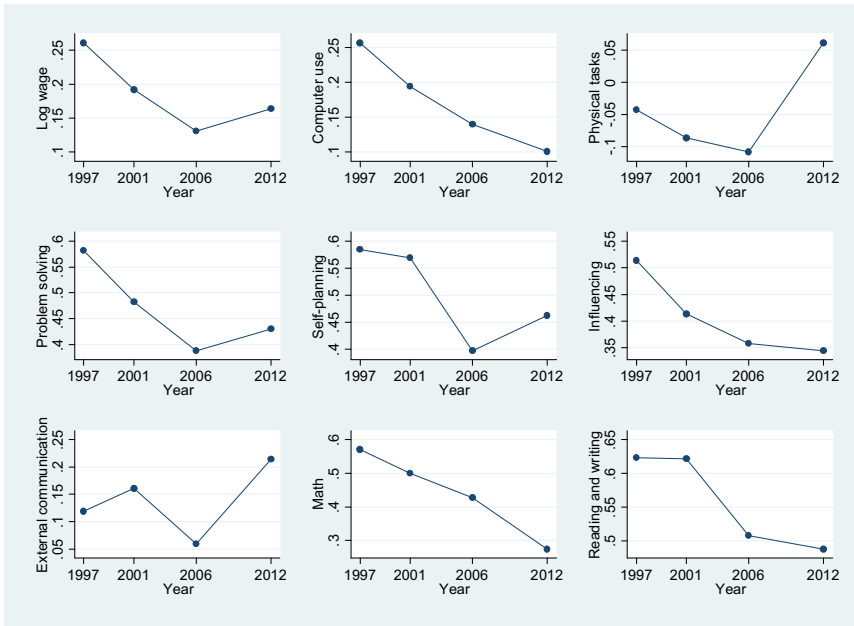 Log wage
.25
.2
.15
.1
1997 2001 2006 2012
Year
Computer use
.25
.2
.15
.1
1997 2001 2006 2012
Year
Physical tasks
.05
0
-.05
-.1
1997 2001 2006 2012
Year
Problem solving
.6
.55
.5
.45
.4
1997 2001 2006 2012
Year
Self-planning
.6
.55
.5
.45
.4
1997 2001 2006 2012
Year
Influencing
.55
.5
.45
.4
.35
1997 2001 2006 2012
Year
External communication
.25
.2
.15
.1
.05
1997 2001 2006 2012
Year
Math
.6
.5
.4
.3
1997 2001 2006 2012
Year
Reading and writing
.65
.6
.55
.5
1997 2001 2006 2012
Year